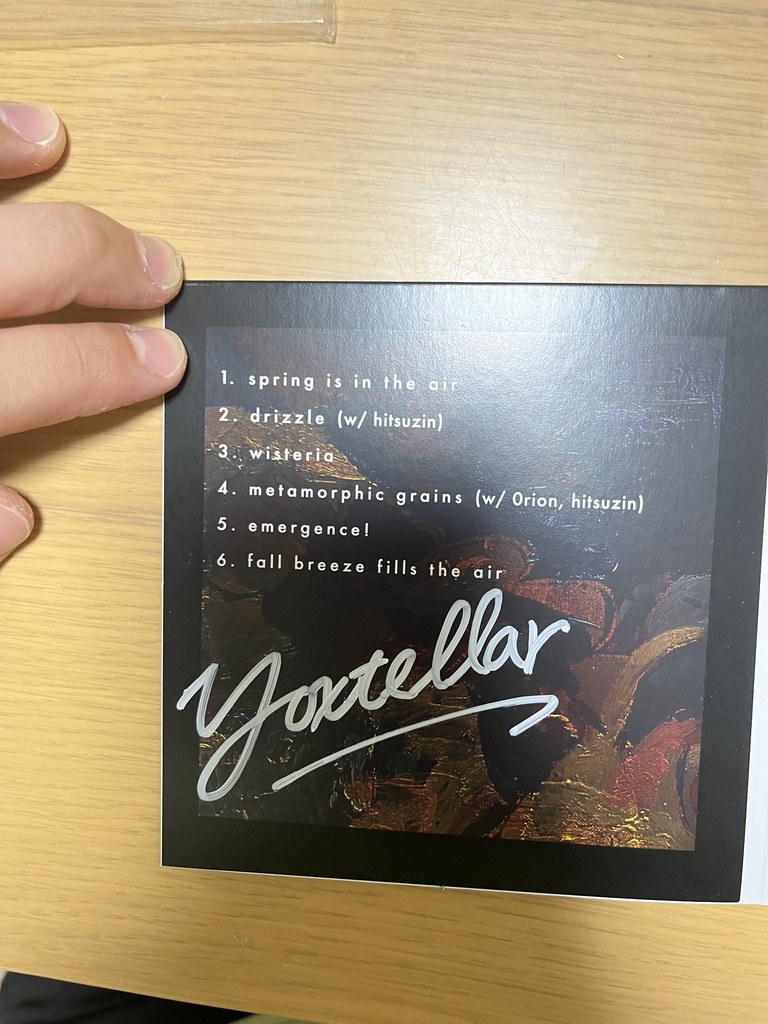 1. spring is in the air
2. drizzle (w/ hitsuzin)
3. wisteria
4. metamorphic grains (w/ 0rion, hitsuzin)
5. emergence!
6. fall breeze fills the air
Yoxtellar